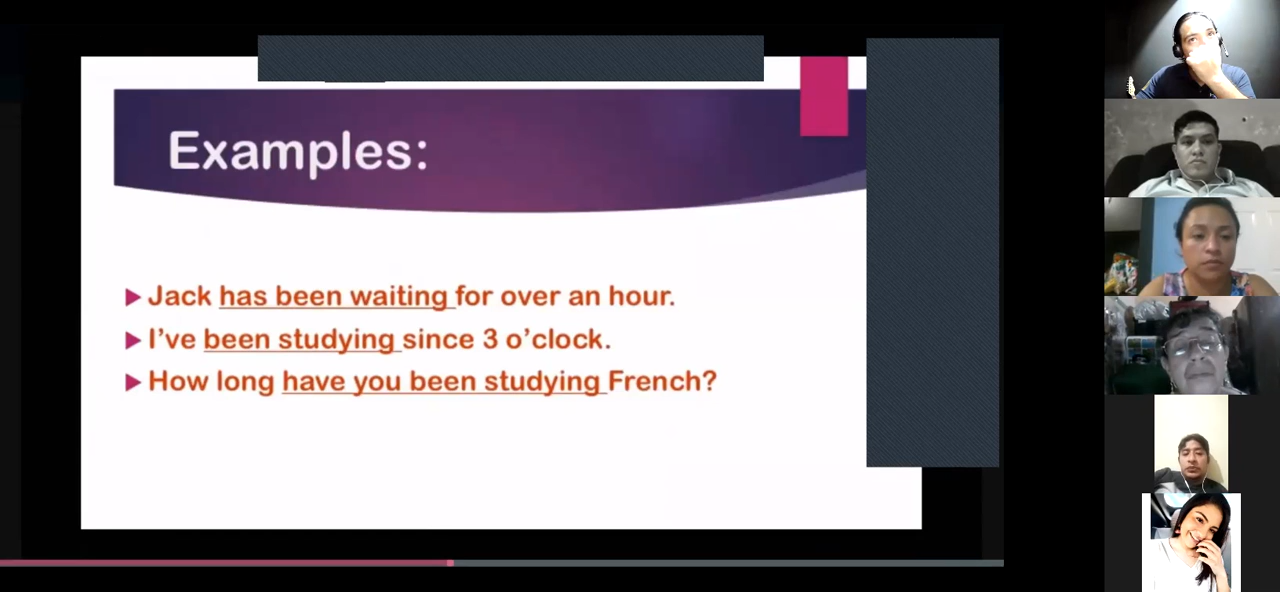 Examples:
Jack has been waiting for over an hour.
I've been studying since 3 o'clock.
How long have you been studying French?